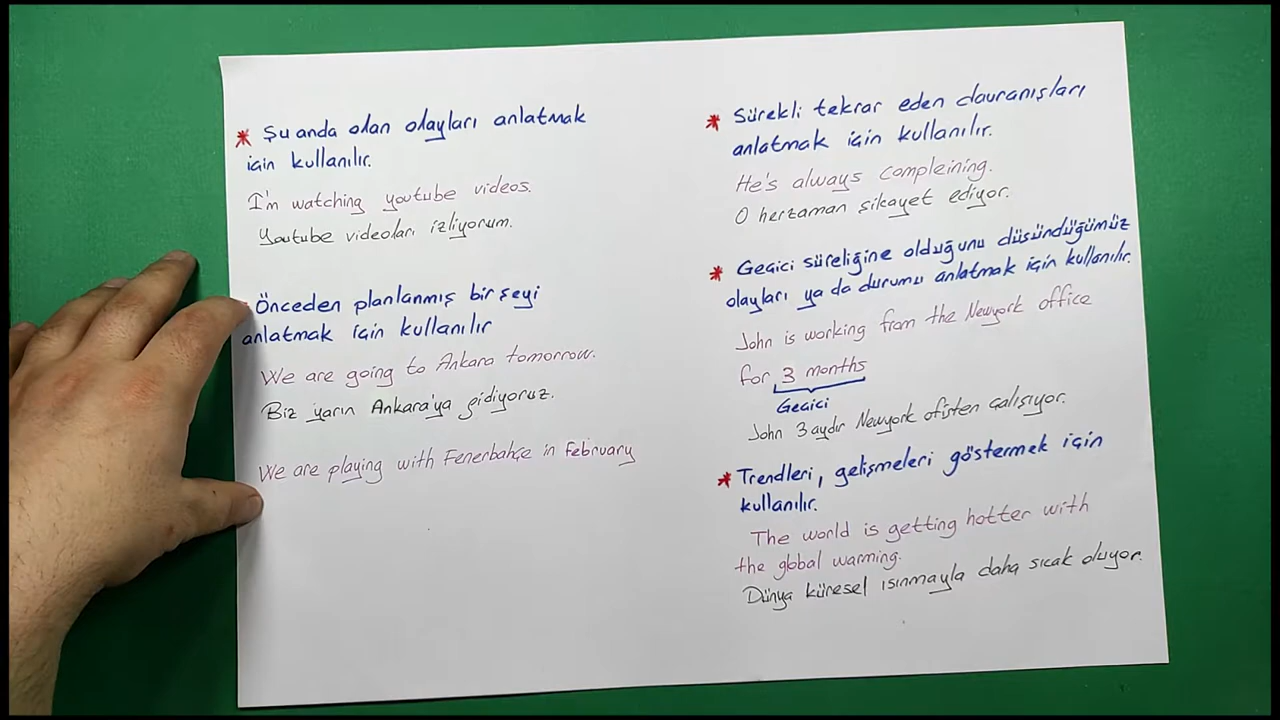 * Şu anda olan olayları anlatmak
için kullanılır.
I'm watching youtube videos.
Youtube videoları izliyorum.
Önceden planlanmış bir şeyi
anlatmak için kullanılır
We are going to Ankara tomorrow.
Biz yarın Ankara'ya gidiyoruz.
We are playing with Fenerbahçe in february
* Sürekli tekrar eden davranışları
anlatmak için kullanılır.
He's always compleining.
O herzaman şikayet ediyor.
* Geçici süreliğine olduğunu düşündüğümüz
olayları ya da durumu anlatmak için kullanılır.
John is working from the Newyork office
for 3 months
Geçici
John 3 aydır Newyork ofisten çalışıyor.
* Trendleri, gelişmeleri göstermek için
kullanılır.
The world is getting hotter with
the global warming.
Dünya küresel ısınmayla daha sıcak oluyor.